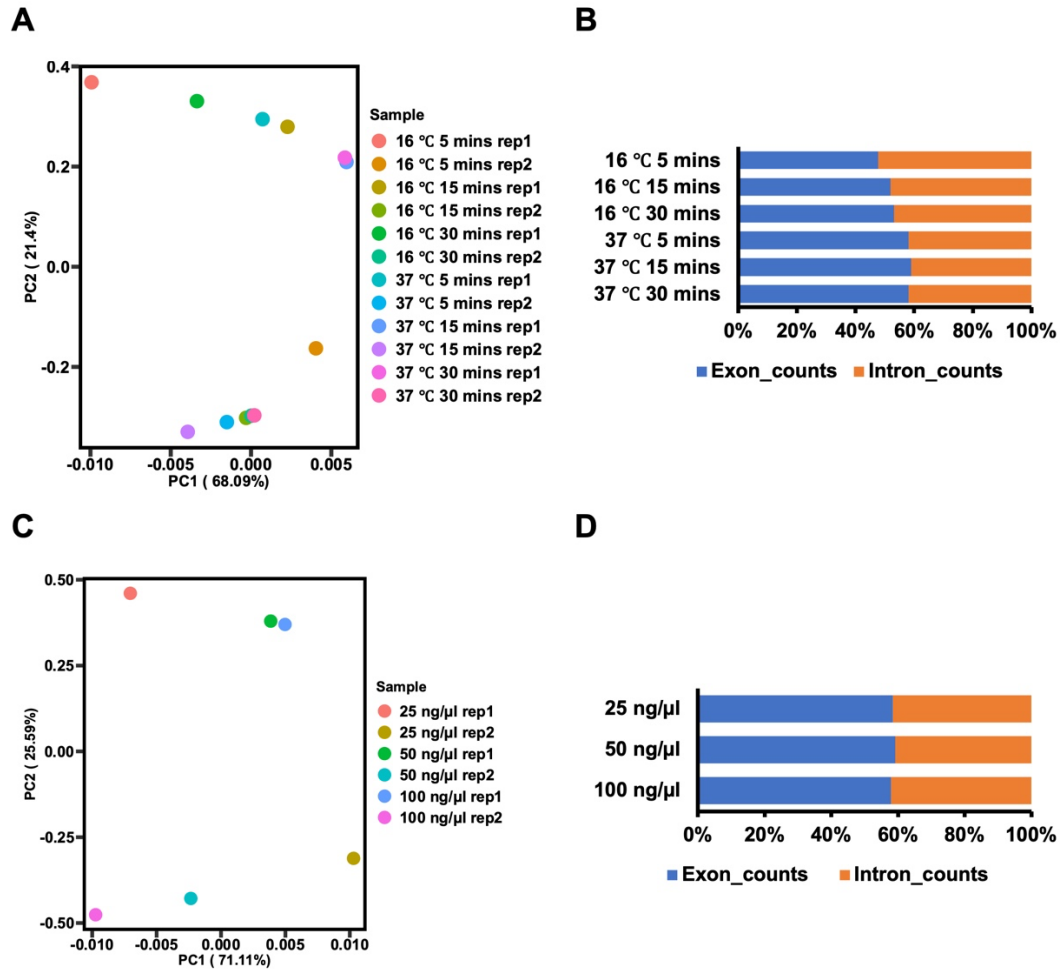 A
0.4
0.2
0.0
-0.2
PC2 ( 21.4%)
-0.010
-0.005
0.000
0.005
PC1 ( 68.09%)
Sample
16 ℃ 5 mins rep1
16 ℃ 5 mins rep2
16 ℃ 15 mins rep1
16 ℃ 15 mins rep2
16 ℃ 30 mins rep1
16 ℃ 30 mins rep2
37 ℃ 5 mins rep1
37 ℃ 5 mins rep2
37 ℃ 15 mins rep1
37 ℃ 15 mins rep2
37 ℃ 30 mins rep1
37 ℃ 30 mins rep2
B
16 ℃ 5 mins
16 ℃ 15 mins
16 ℃ 30 mins
37 ℃ 5 mins
37 ℃ 15 mins
37 ℃ 30 mins
0% 20% 40% 60% 80% 100%
Exon_counts Intron_counts
C
0.50
0.25
0.00
-0.25
-0.50
PC2 ( 25.59%)
-0.010 -0.005 0.000 0.005 0.010
PC1 ( 71.11%)
Sample
25 ng/µl rep1
25 ng/µl rep2
50 ng/µl rep1
50 ng/µl rep2
100 ng/µl rep1
100 ng/µl rep2
D
25 ng/µl
50 ng/µl
100 ng/µl
0% 20% 40% 60% 80% 100%
Exon_counts Intron_counts